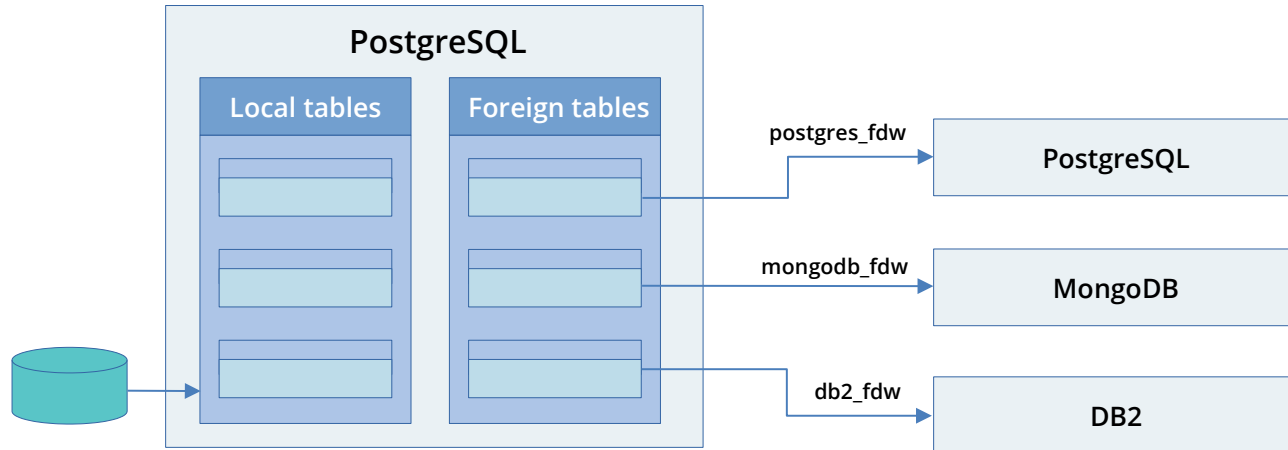 PostgreSQL
Local tables
Foreign tables
postgres_fdw
PostgreSQL
mongodb_fdw
MongoDB
db2_fdw
DB2